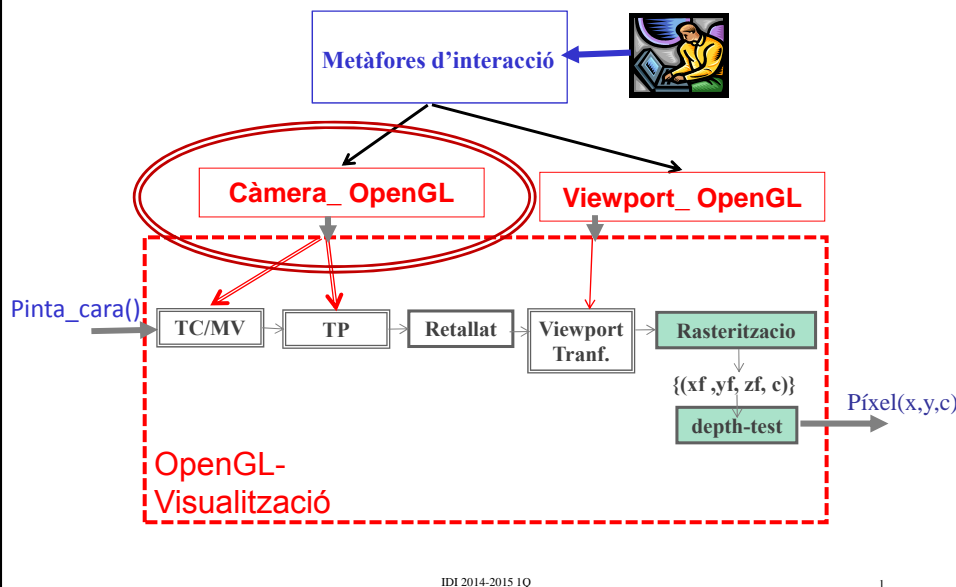 Metàfores d'interacció
Càmera_ OpenGL
Viewport_ OpenGL
Pinta_cara()
TC/MV
TP
Retallat
Viewport
Tranf.
Rasterització
{(xf ,yf, zf, c)}
depth-test
Píxel(x,y,c)
OpenGL-
Visualització
IDI 2014-2015 1Q
1